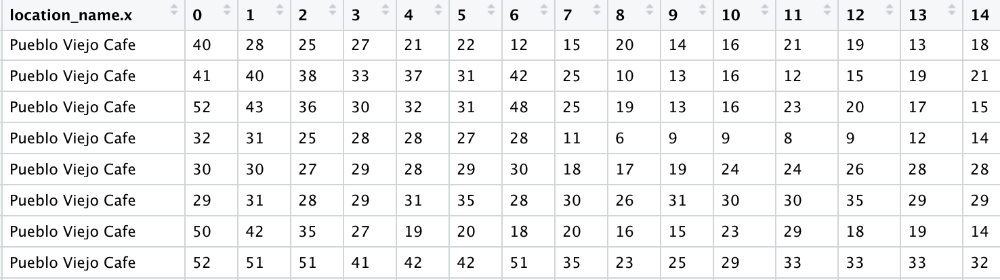 location_name.x 0 1 2 3 4 5 6 7 8 9 10 11 12 13 14
Pueblo Viejo Cafe 40 28 25 27 21 22 12 15 20 14 16 21 19 13 18
Pueblo Viejo Cafe 41 40 38 33 37 31 42 25 10 13 16 12 15 19 21
Pueblo Viejo Cafe 52 43 36 30 32 31 48 25 19 13 16 23 20 17 15
Pueblo Viejo Cafe 32 31 25 28 28 27 28 11 6 9 9 8 9 12 14
Pueblo Viejo Cafe 30 30 27 29 28 29 30 18 17 19 24 24 26 28 28
Pueblo Viejo Cafe 29 31 28 29 31 35 28 30 26 31 30 30 35 29 29
Pueblo Viejo Cafe 50 42 35 27 19 20 18 20 16 15 23 29 18 19 14
Pueblo Viejo Cafe 52 51 51 41 42 42 51 35 23 25 29 33 33 33 32